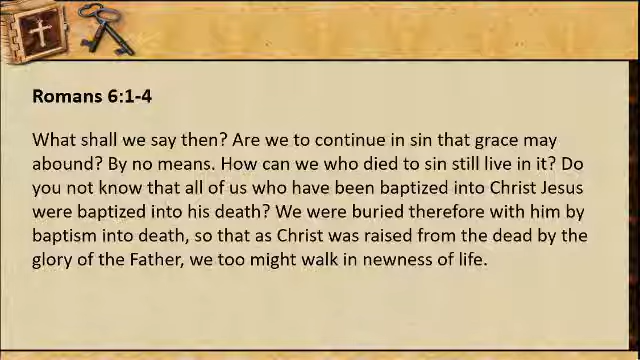 Romans 6:1-4
What shall we say then? Are we to continue in sin that grace may
abound? By no means. How can we who died to sin still live in it? Do
you not know that all of us who have been baptized into Christ Jesus
were baptized into his death? We were buried therefore with him by
baptism into death, so that as Christ was raised from the dead by the
glory of the Father, we too might walk in newness of life.